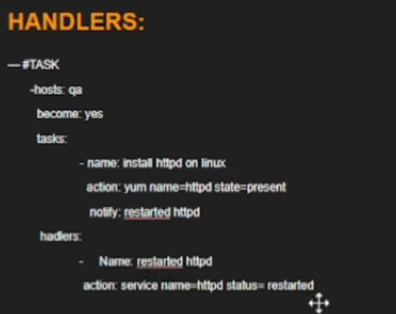 HANDLERS:
— #TASK
-hosts: qa
become: yes
tasks:
- name: install httpd on linux
action: yum name=httpd state=present
notify: restarted httpd
hadlers:
- Name: restarted httpd
action: service name=httpd status= restarted